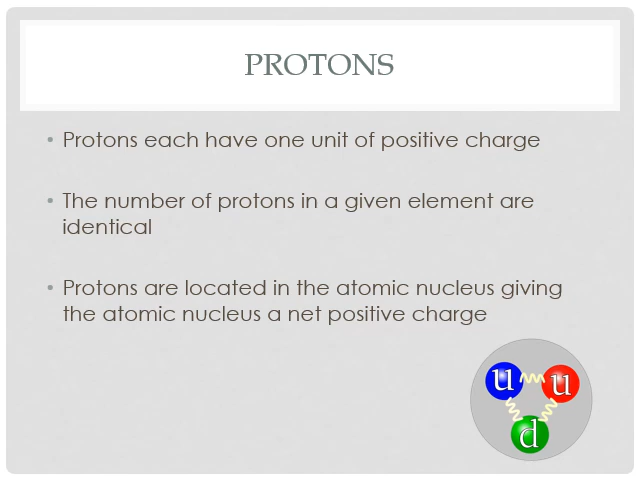 PROTONS
• Protons each have one unit of positive charge
• The number of protons in a given element are
identical
• Protons are located in the atomic nucleus giving
the atomic nucleus a net positive charge
u u
d